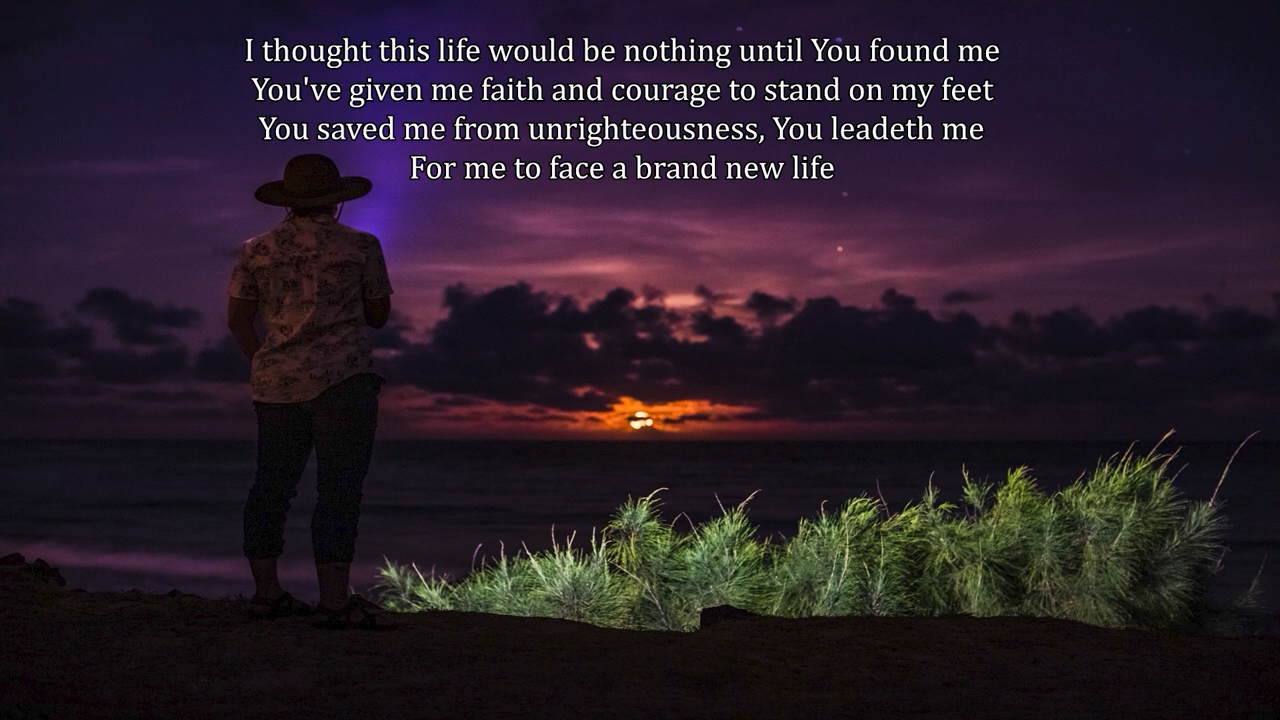 I thought this life would be nothing until You found me
You've given me faith and courage to stand on my feet
You saved me from unrighteousness, You leadeth me
For me to face a brand new life